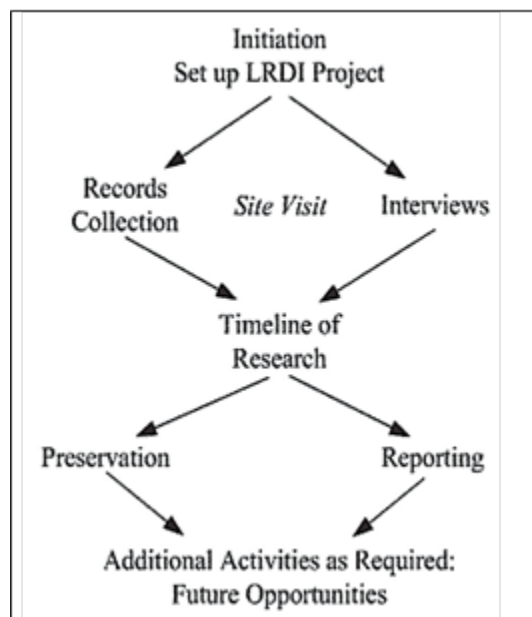 Initiation
Set up LRDI Project
Records
Collection
Site Visit
Interviews
Timeline of
Research
Preservation
Reporting
Additional Activities as Required:
Future Opportunities